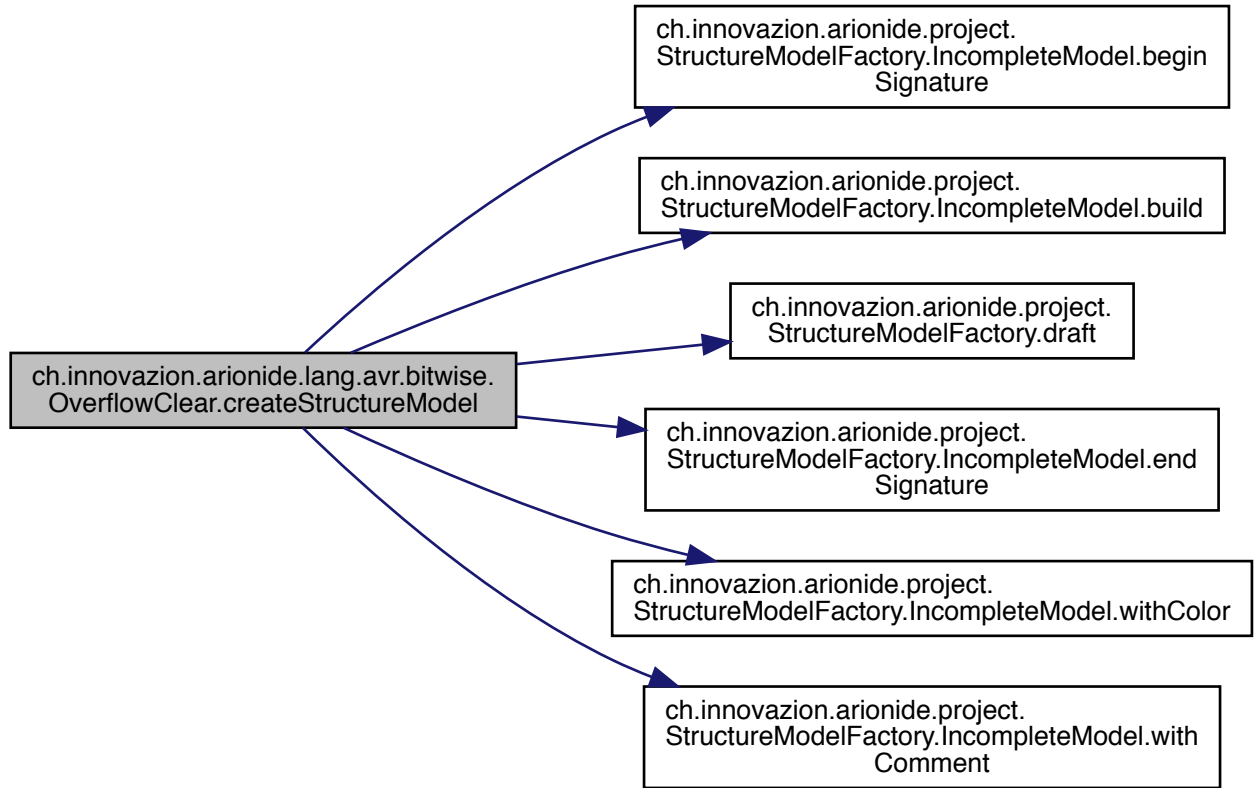 ch.innovazion.arionide.project.
StructureModelFactory.IncompleteModel.begin
Signature
ch.innovazion.arionide.project.
StructureModelFactory.IncompleteModel.build
ch.innovazion.arionide.project.
StructureModelFactory.draft
ch.innovazion.arionide.lang.avr.bitwise.
OverflowClear.createStructureModel
ch.innovazion.arionide.project.
StructureModelFactory.IncompleteModel.end
Signature
ch.innovazion.arionide.project.
StructureModelFactory.IncompleteModel.withColor
ch.innovazion.arionide.project.
StructureModelFactory.IncompleteModel.with
Comment